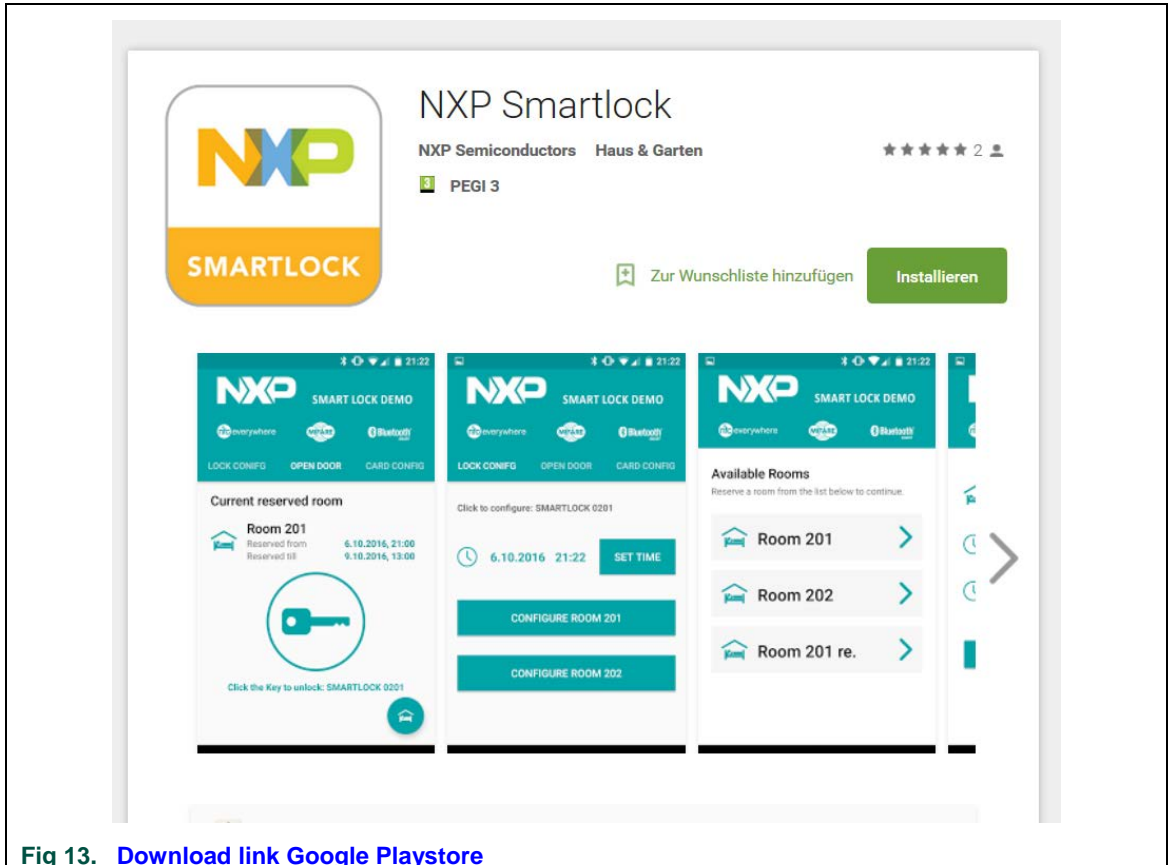 NXP
SMARTLOCK
NXP Smartlock
NXP Semiconductors Haus & Garten
2
3 PEGI 3
Zur Wunschliste hinzufügen
Installieren
21:22
NXP SMART LOCK DEMO
everywhere MIFARE Bluetooth
LOCK CONIFG OPEN DOOR CARD CONFIG
Current reserved room
Room 201
Reserved from 6.10.2016, 21:00
Reserved till 9.10.2016, 13:00
Click the Key to unlock: SMARTLOCK 0201
21:22
NXP SMART LOCK DEMO
everywhere MIFARE Bluetooth
LOCK CONIFG OPEN DOOR CARD CONFIG
Click to configure: SMARTLOCK 0201
6.10.2016 21:22 SET TIME
CONFIGURE ROOM 201
CONFIGURE ROOM 202
21:22
NXP SMART LOCK DEMO
everywhere MIFARE Bluetooth
Available Rooms
Reserve a room from the list below to continue.
Room 201
Room 202
Room 201 re.
Fig 13. Download link Google Playstore